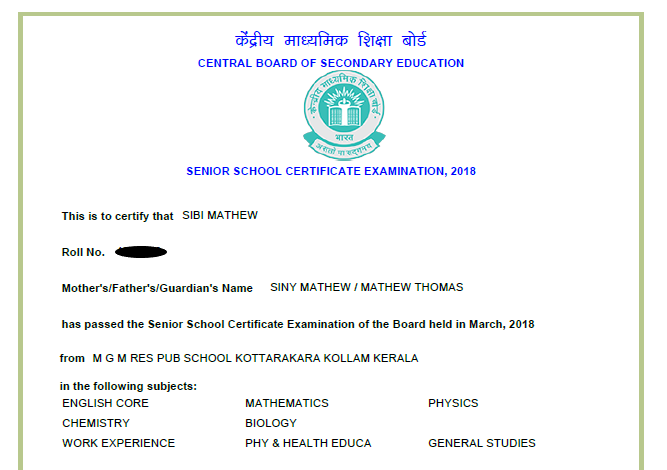 केंद्रीय माध्यमिक शिक्षा बोर्ड
CENTRAL BOARD OF SECONDARY EDUCATION
केन्द्रीय माध्यमिक शिक्षा बोर्ड
भारत
असतो मा सद्गमय
SENIOR SCHOOL CERTIFICATE EXAMINATION, 2018
This is to certify that SIBI MATHEW
Roll No.
Mother's/Father's/Guardian's Name SINY MATHEW / MATHEW THOMAS
has passed the Senior School Certificate Examination of the Board held in March, 2018
from M G M RES PUB SCHOOL KOTTARAKARA KOLLAM KERALA
in the following subjects:
ENGLISH CORE MATHEMATICS PHYSICS
CHEMISTRY BIOLOGY
WORK EXPERIENCE PHY & HEALTH EDUCA GENERAL STUDIES